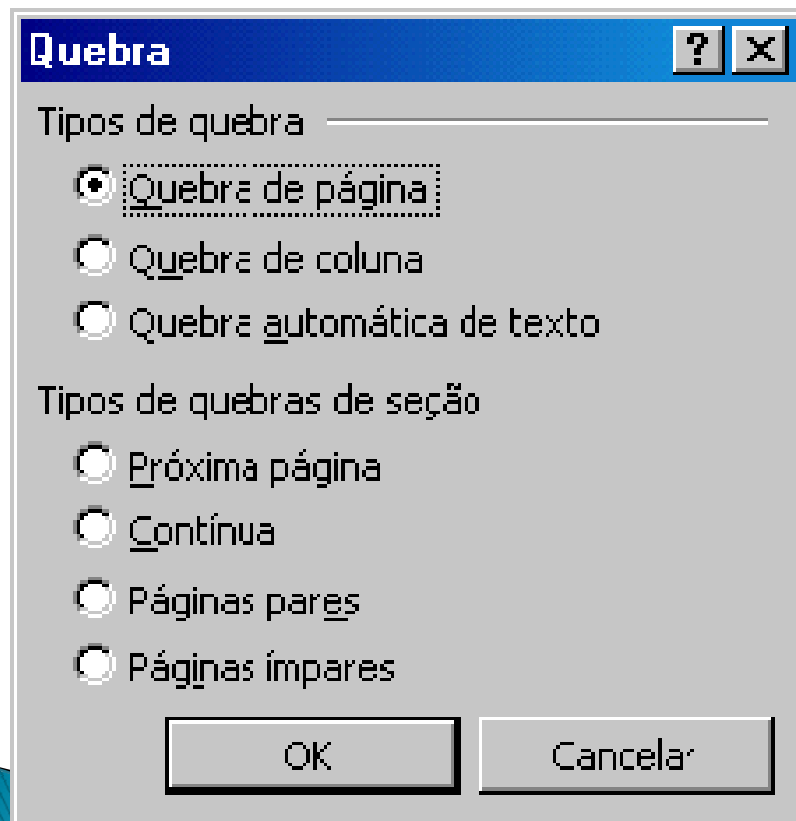 Quebra
Tipos de quebra
Quebra de página
Quebra de coluna
Quebra automática de texto
Tipos de quebras de seção
Próxima página
Contínua
Páginas pares
Páginas ímpares
OK
Cancelar